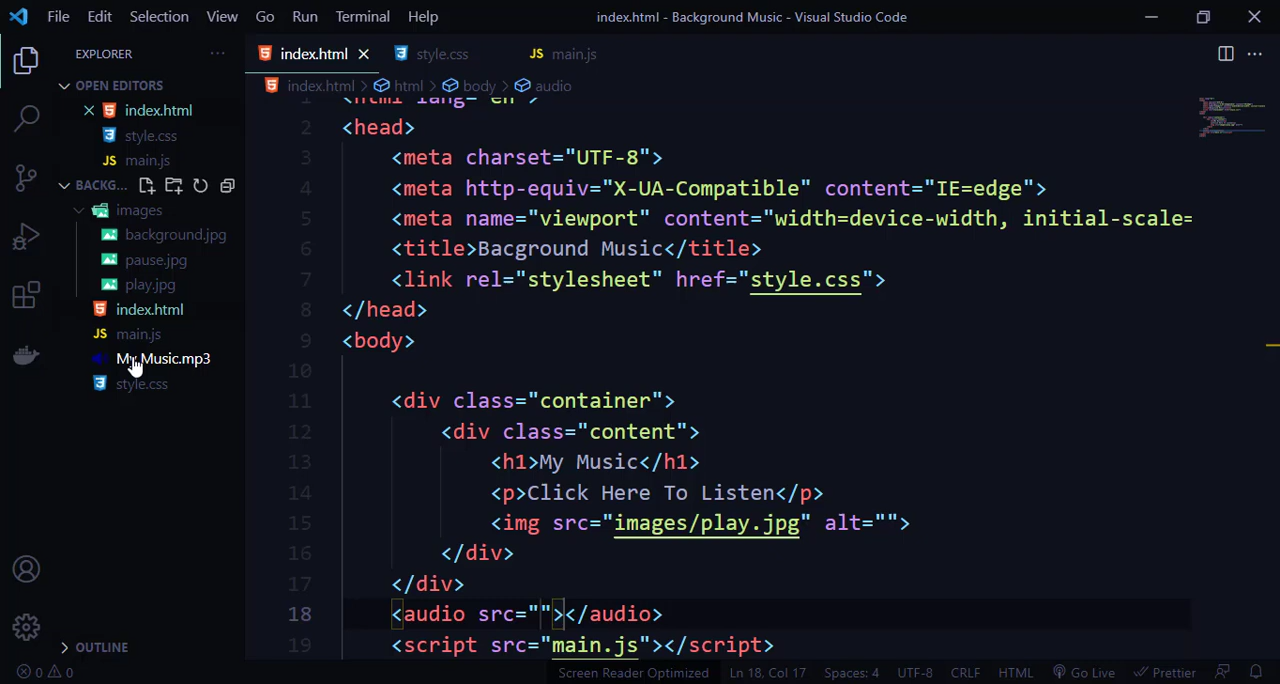 File Edit Selection View Go Run Terminal Help index.html - Background Music - Visual Studio Code
EXPLORER
OPEN EDITORS
index.html
style.css
JS main.js
BACKG...
images
background.jpg
pause.jpg
play.jpg
index.html
JS main.js
My Music.mp3
style.css
OUTLINE
index.html style.css JS main.js
index.html > html > body > audio
1 <html lang="en">
2 <head>
3 <meta charset="UTF-8">
4 <meta http-equiv="X-UA-Compatible" content="IE=edge">
5 <meta name="viewport" content="width=device-width, initial-scale=
6 <title>Bacground Music</title>
7 <link rel="stylesheet" href="style.css">
8 </head>
9 <body>
10
11 <div class="container">
12 <div class="content">
13 <h1>My Music</h1>
14 <p>Click Here To Listen</p>
15 <img src="images/play.jpg" alt="">
16 </div>
17 </div>
18 <audio src=""></audio>
19 <script src="main.js"></script>
0 0 Screen Reader Optimized Ln 18, Col 17 Spaces: 4 UTF-8 CRLF HTML Go Live Prettier